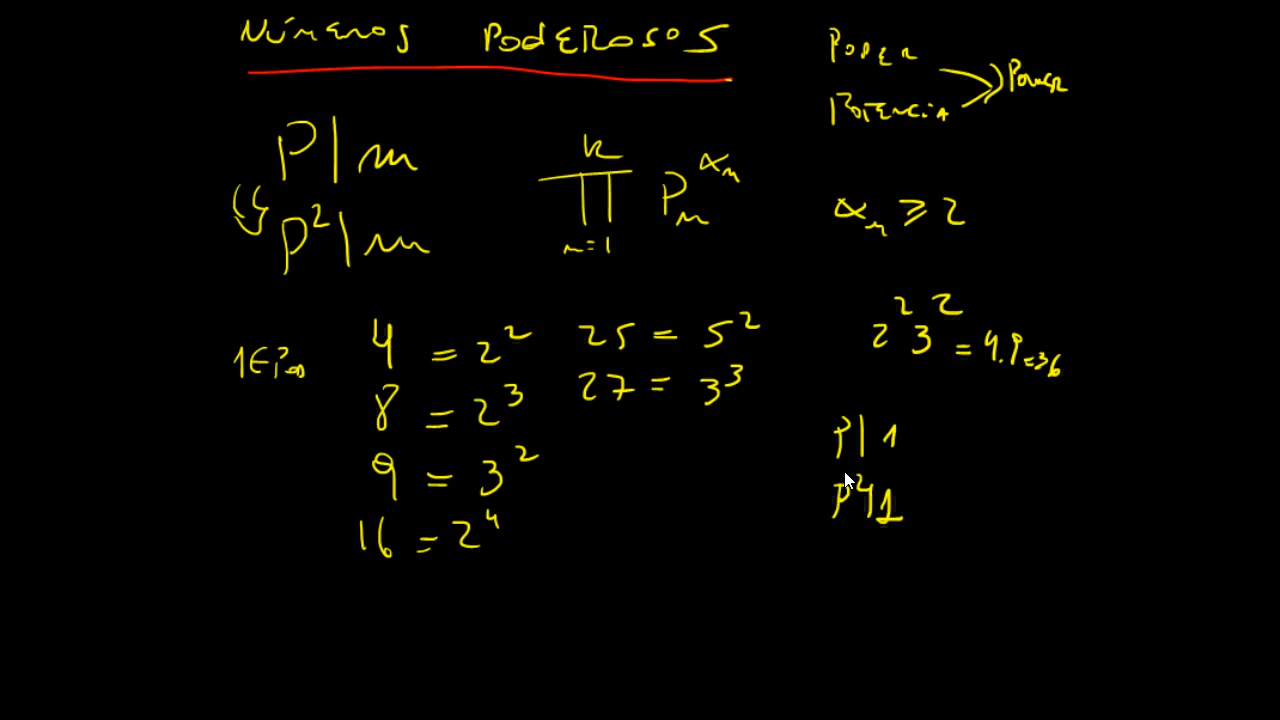 NÚMEROS PODEROSOS
PODER
POTENCIA
POWER
P|m
P²|m
k
∏ Pₙ^αₙ
n=1
αₙ ⩾ 2
4 = 2²
8 = 2³
9 = 3²
16 = 2⁴
25 = 5²
27 = 3³
2² 3² = 4.9=36
P|1
P²|1